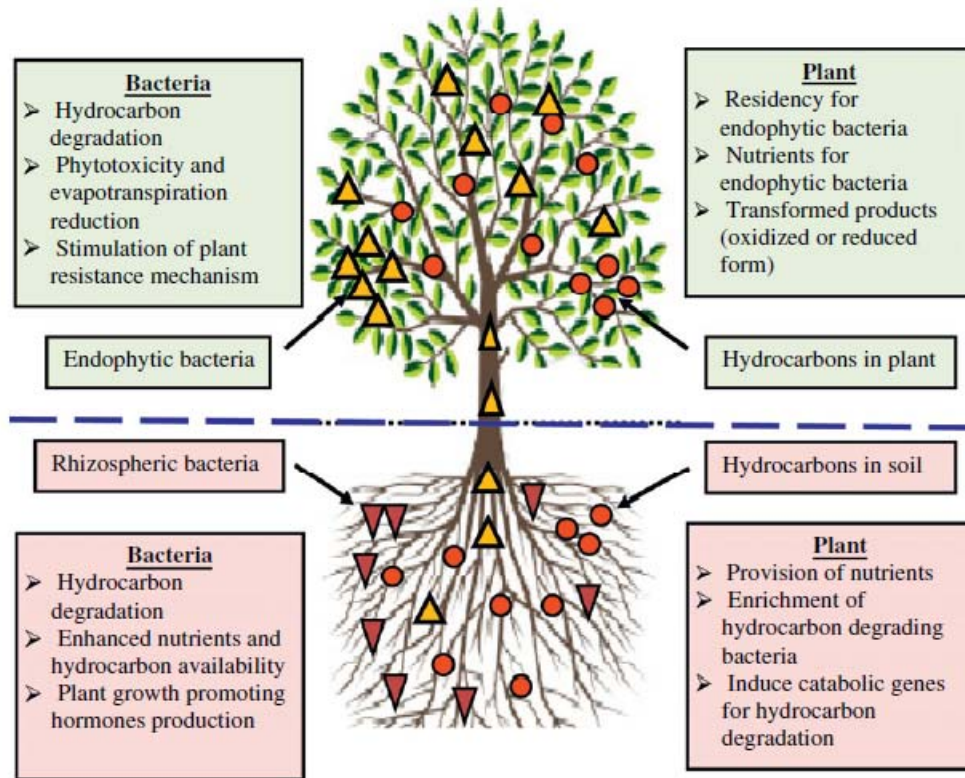 Bacteria
➢ Hydrocarbon
degradation
➢ Phytotoxicity and
evapotranspiration
reduction
➢ Stimulation of plant
resistance mechanism
Plant
➢ Residency for
endophytic bacteria
➢ Nutrients for
endophytic bacteria
➢ Transformed products
(oxidized or reduced
form)
Endophytic bacteria
Hydrocarbons in plant
Rhizospheric bacteria
Hydrocarbons in soil
Bacteria
➢ Hydrocarbon
degradation
➢ Enhanced nutrients and
hydrocarbon availability
➢ Plant growth promoting
hormones production
Plant
➢ Provision of nutrients
➢ Enrichment of
hydrocarbon degrading
bacteria
➢ Induce catabolic genes
for hydrocarbon
degradation